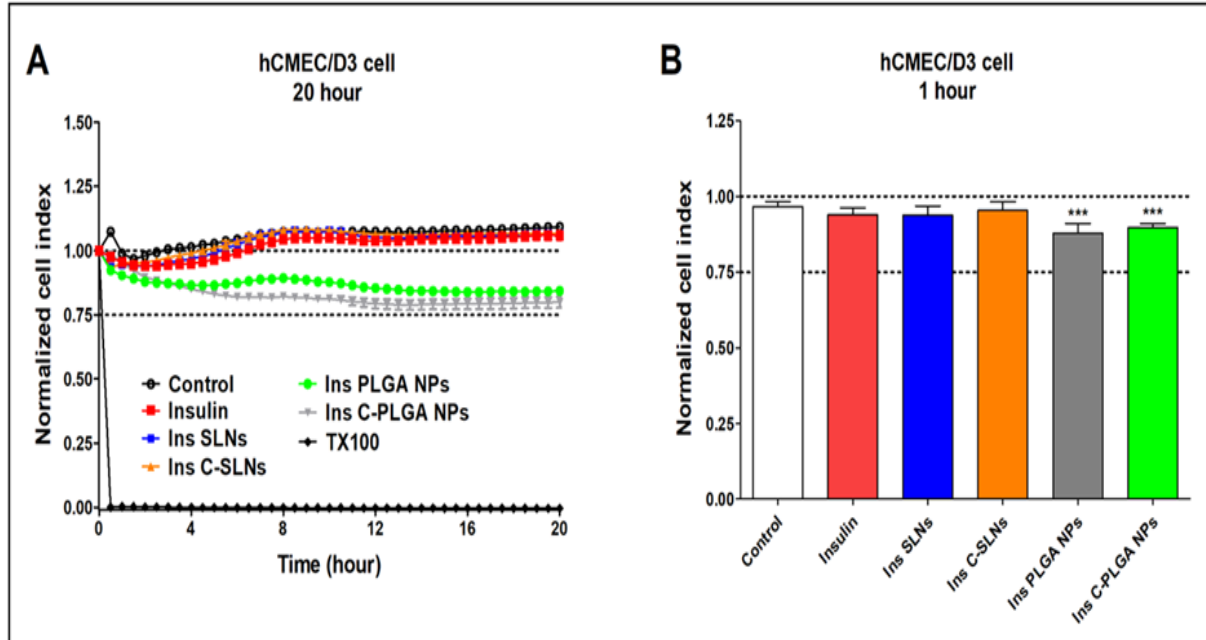 A
hCMEC/D3 cell
20 hour
Normalized cell index
1.50
1.25
1.00
0.75
0.50
0.25
0.00
0
4
8
12
16
20
Time (hour)
Control
Insulin
Ins SLNs
Ins C-SLNs
Ins PLGA NPs
Ins C-PLGA NPs
TX100
B
hCMEC/D3 cell
1 hour
Normalized cell index
1.25
1.00
0.75
0.50
0.25
0.00
***
***
Control
Insulin
Ins SLNs
Ins C-SLNs
Ins PLGA NPs
Ins C-PLGA NPs